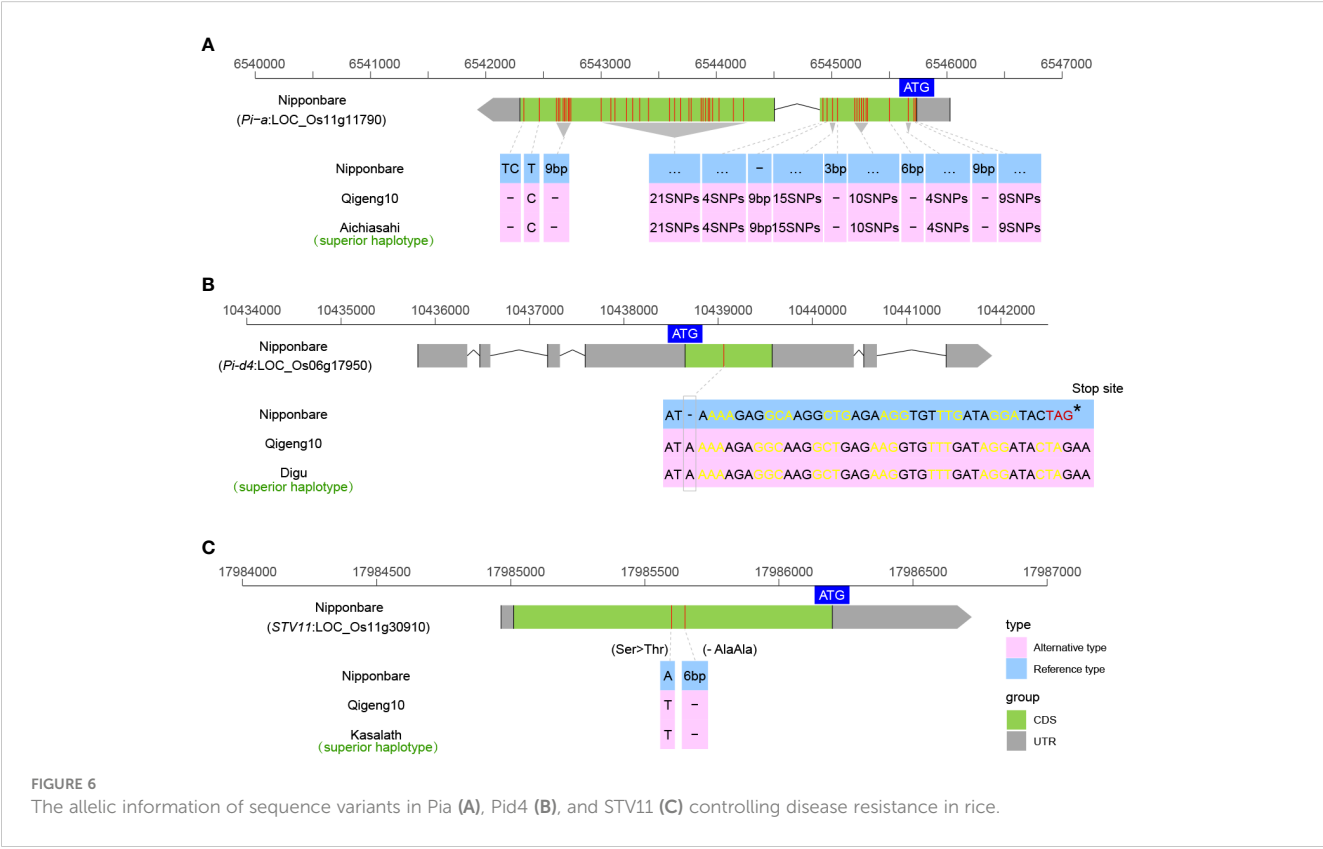 A
6540000 6541000 6542000 6543000 6544000 6545000 6546000 6547000
ATG
Nipponbare
(Pi−a:LOC_Os11g11790)
Nipponbare TC T 9bp ... ... − ... 3bp ... 6bp ... 9bp ...
Qigeng10 − C − 21SNPs 4SNPs 9bp 15SNPs − 10SNPs − 4SNPs − 9SNPs
Aichiasahi − C − 21SNPs 4SNPs 9bp 15SNPs − 10SNPs − 4SNPs − 9SNPs
(superior haplotype)
B
10434000 10435000 10436000 10437000 10438000 10439000 10440000 10441000 10442000
ATG
Nipponbare
(Pi-d4:LOC_Os06g17950)
Stop site
Nipponbare AT - AAAAGAGGCAAGGCTGAGAAGGTGTTTGATAGGATACTAG*
Qigeng10 ATAAAAAGAGGCAAGGCTGAGAAGGTGTTTGATAGGATACTAGAA
Digu ATAAAAAGAGGCAAGGCTGAGAAGGTGTTTGATAGGATACTAGAA
(superior haplotype)
C
17984000 17984500 17985000 17985500 17986000 17986500 17987000
ATG
Nipponbare
(STV11:LOC_Os11g30910)
(Ser>Thr) (- AlaAla)
Nipponbare A 6bp
Qigeng10 T −
Kasalath T −
(superior haplotype)
type
Alternative type
Reference type
group
CDS
UTR
FIGURE 6
The allelic information of sequence variants in Pia (A), Pid4 (B), and STV11 (C) controlling disease resistance in rice.